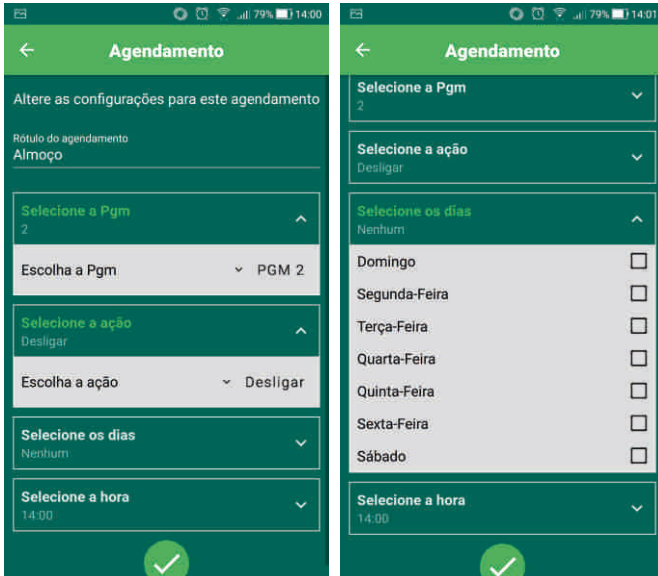 79% 14:00
Agendamento
Altere as configurações para este agendamento
Rótulo do agendamento
Almoço
Selecione a Pgm
2
Escolha a Pgm PGM 2
Selecione a ação
Desligar
Escolha a ação Desligar
Selecione os dias
Nenhum
Selecione a hora
14:00
79% 14:01
Agendamento
Selecione a Pgm
2
Selecione a ação
Desligar
Selecione os dias
Nenhum
Domingo
Segunda-Feira
Terça-Feira
Quarta-Feira
Quinta-Feira
Sexta-Feira
Sábado
Selecione a hora
14:00